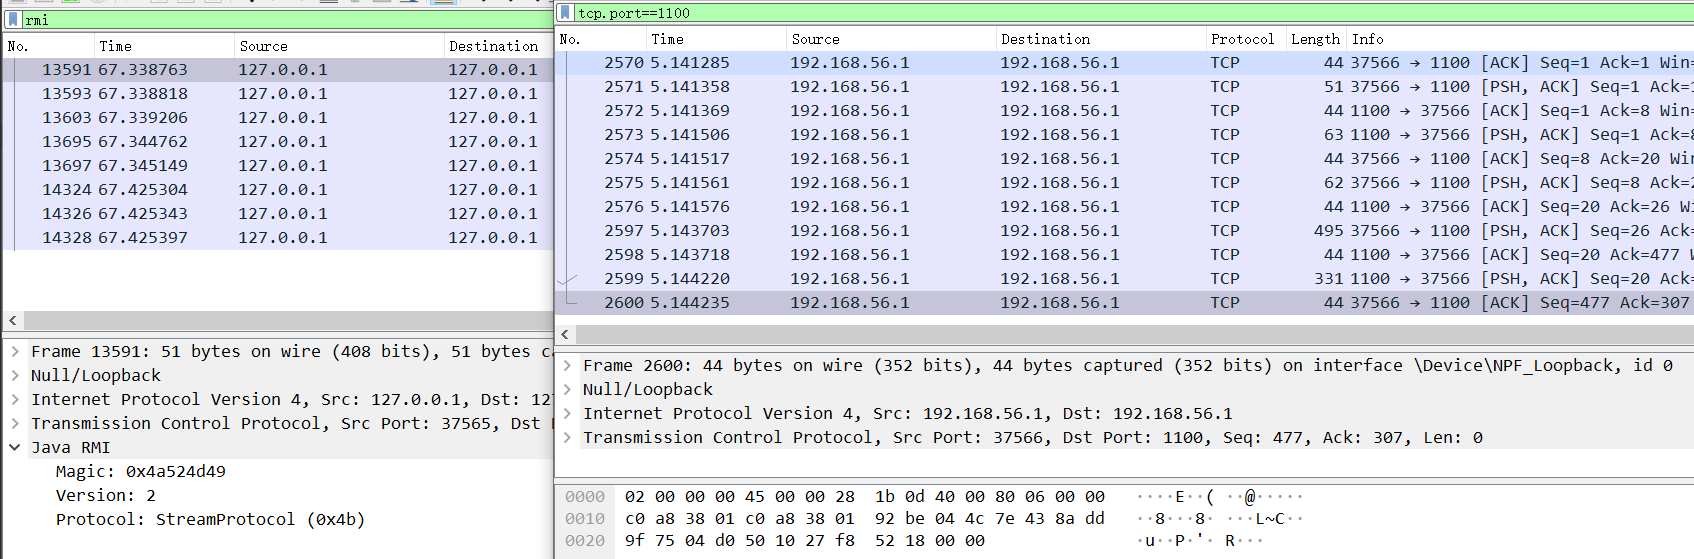 rmi
No. Time Source Destination
13591 67.338763 127.0.0.1 127.0.0.1
13593 67.338818 127.0.0.1 127.0.0.1
13603 67.339206 127.0.0.1 127.0.0.1
13695 67.344762 127.0.0.1 127.0.0.1
13697 67.345149 127.0.0.1 127.0.0.1
14324 67.425304 127.0.0.1 127.0.0.1
14326 67.425343 127.0.0.1 127.0.0.1
14328 67.425397 127.0.0.1 127.0.0.1
Frame 13591: 51 bytes on wire (408 bits), 51 bytes ca
Null/Loopback
Internet Protocol Version 4, Src: 127.0.0.1, Dst: 127
Transmission Control Protocol, Src Port: 37565, Dst
Java RMI
Magic: 0x4a524d49
Version: 2
Protocol: StreamProtocol (0x4b)
tcp.port==1100
No. Time Source Destination Protocol Length Info
2570 5.141285 192.168.56.1 192.168.56.1 TCP 44 37566 → 1100 [ACK] Seq=1 Ack=1 Win=
2571 5.141358 192.168.56.1 192.168.56.1 TCP 51 37566 → 1100 [PSH, ACK] Seq=1 Ack=1
2572 5.141369 192.168.56.1 192.168.56.1 TCP 44 1100 → 37566 [ACK] Seq=1 Ack=8 Win=
2573 5.141506 192.168.56.1 192.168.56.1 TCP 63 1100 → 37566 [PSH, ACK] Seq=1 Ack=8
2574 5.141517 192.168.56.1 192.168.56.1 TCP 44 37566 → 1100 [ACK] Seq=8 Ack=20 Win
2575 5.141561 192.168.56.1 192.168.56.1 TCP 62 37566 → 1100 [PSH, ACK] Seq=8 Ack=2
2576 5.141576 192.168.56.1 192.168.56.1 TCP 44 1100 → 37566 [ACK] Seq=20 Ack=26 Wi
2597 5.143703 192.168.56.1 192.168.56.1 TCP 495 37566 → 1100 [PSH, ACK] Seq=26 Ack=
2598 5.143718 192.168.56.1 192.168.56.1 TCP 44 1100 → 37566 [ACK] Seq=20 Ack=477 W
2599 5.144220 192.168.56.1 192.168.56.1 TCP 331 1100 → 37566 [PSH, ACK] Seq=20 Ack=
2600 5.144235 192.168.56.1 192.168.56.1 TCP 44 37566 → 1100 [ACK] Seq=477 Ack=307
Frame 2600: 44 bytes on wire (352 bits), 44 bytes captured (352 bits) on interface \Device\NPF_Loopback, id 0
Null/Loopback
Internet Protocol Version 4, Src: 192.168.56.1, Dst: 192.168.56.1
Transmission Control Protocol, Src Port: 37566, Dst Port: 1100, Seq: 477, Ack: 307, Len: 0
0000 02 00 00 00 45 00 00 28 1b 0d 40 00 80 06 00 00 ····E··( ··@·····
0010 c0 a8 38 01 c0 a8 38 01 92 be 04 4c 7e 43 8a dd ··8···8· ···L~C··
0020 9f 75 04 d0 50 10 27 f8 52 18 00 00 ·u··P·'· R···